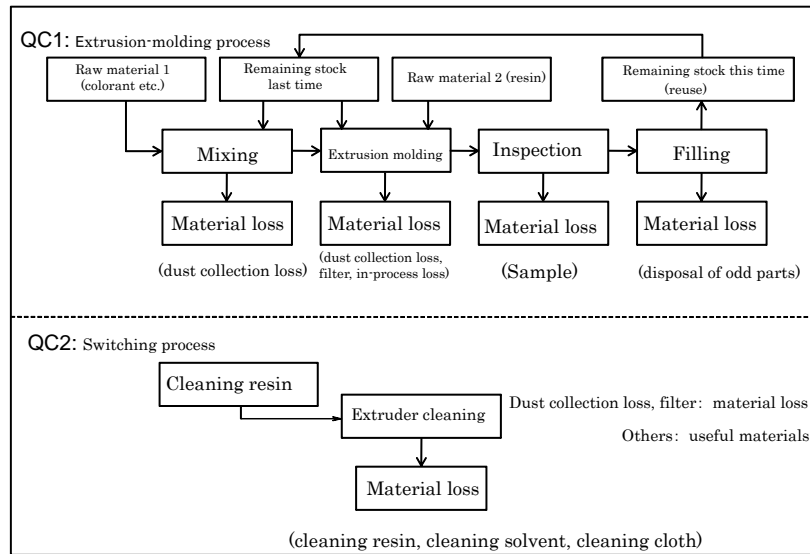 QC1: Extrusion-molding process
Raw material 1
(colorant etc.)
Remaining stock
last time
Raw material 2 (resin)
Remaining stock this time
(reuse)
Mixing
Extrusion molding
Inspection
Filling
Material loss
Material loss
Material loss
Material loss
(dust collection loss)
(dust collection loss,
filter, in-process loss)
(Sample)
(disposal of odd parts)
QC2: Switching process
Cleaning resin
Extruder cleaning
Dust collection loss, filter: material loss
Others: useful materials
Material loss
(cleaning resin, cleaning solvent, cleaning cloth)